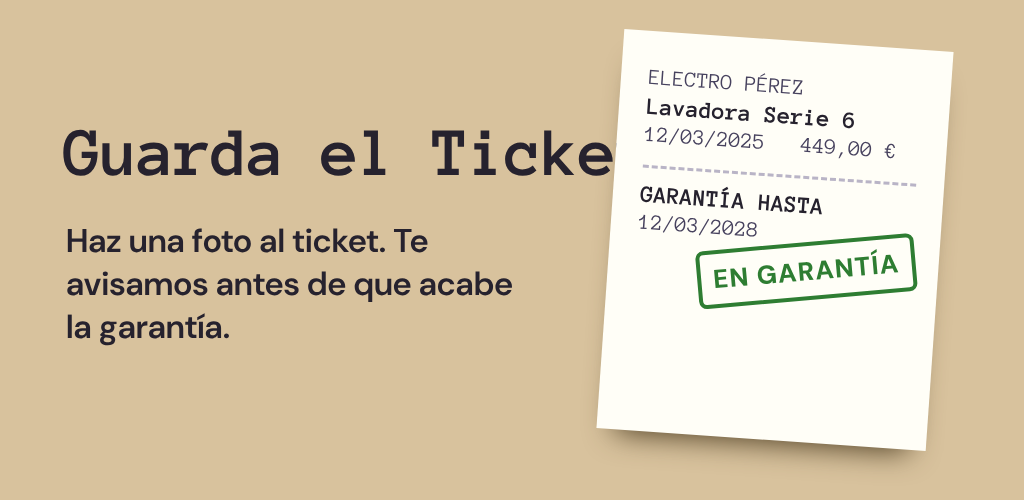 Guarda el Ticke
Haz una foto al ticket. Te
avisamos antes de que acabe
la garantía.
ELECTRO PÉREZ
Lavadora Serie 6
12/03/2025 449,00 €
GARANTÍA HASTA
12/03/2028
EN GARANTÍA